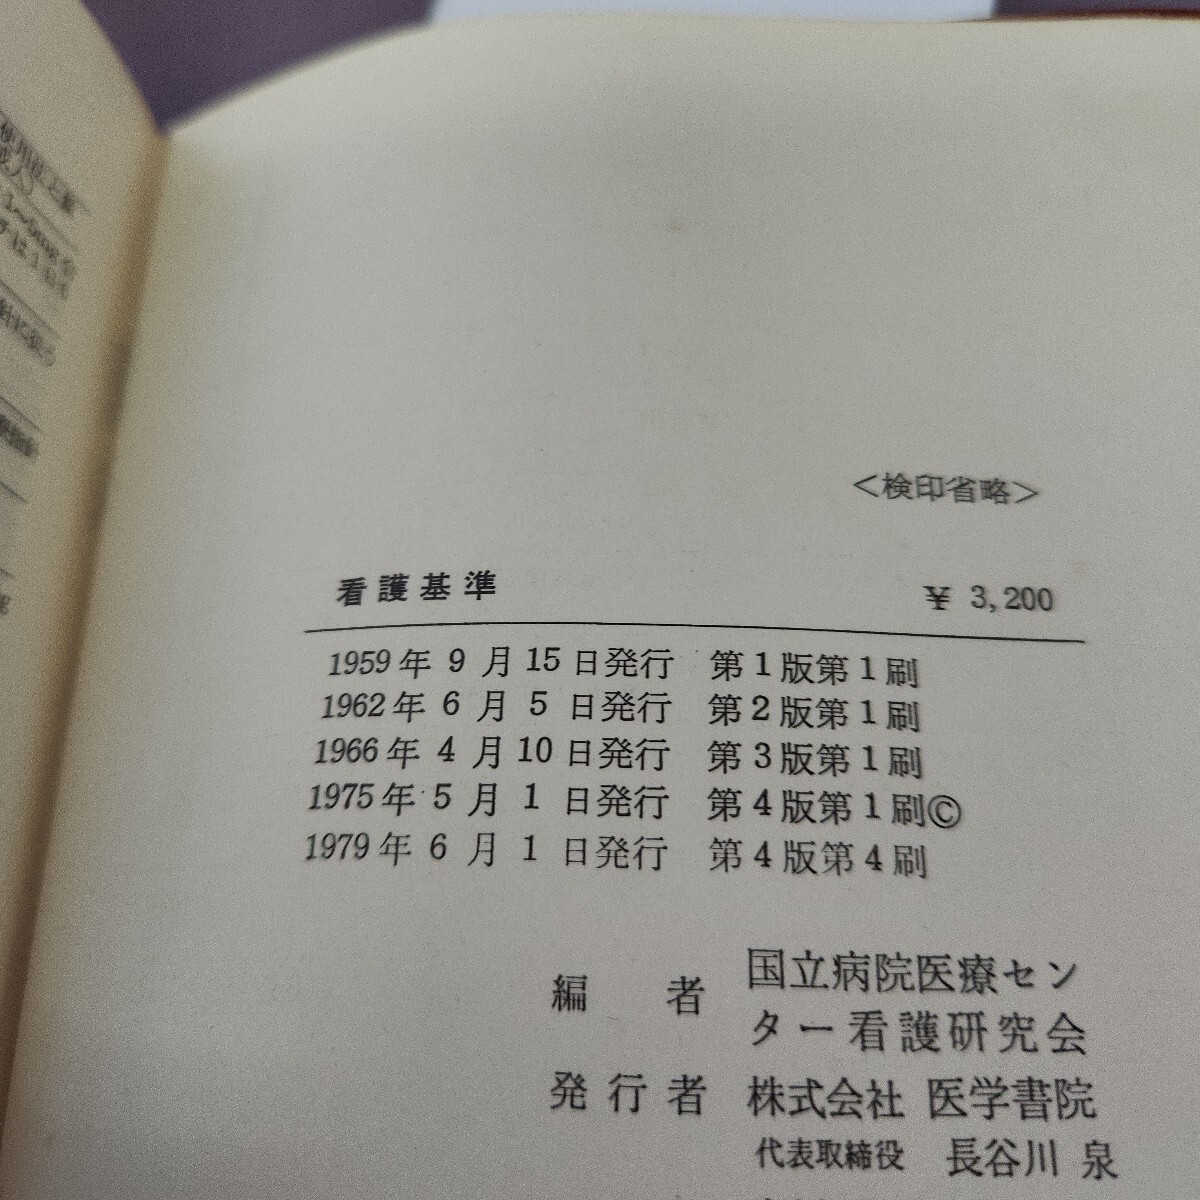 ＜検印省略＞
看護基準 ¥ 3,200
1959年 9 月15日発行 第1版第1刷
1962年 6 月 5 日発行 第2版第1刷
1966年 4 月10日発行 第3版第1刷
1975年 5 月 1 日発行 第4版第1刷©
1979年 6 月 1 日発行 第4版第4刷
編 者 国立病院医療セン
ター看護研究会
発行者 株式会社 医学書院
代表取締役 長谷川 泉